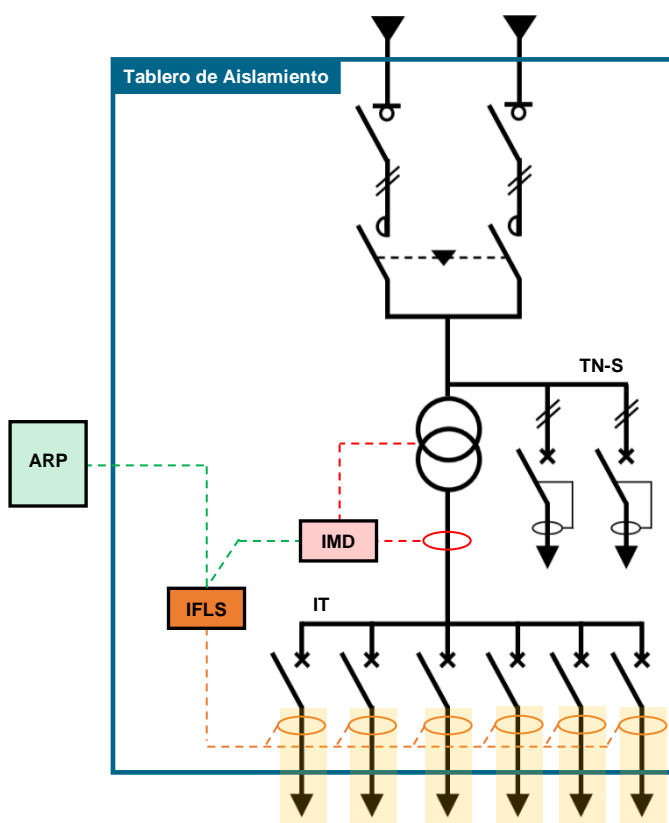 Tablero de Aislamiento
TN-S
ARP
IMD
IFLS
IT